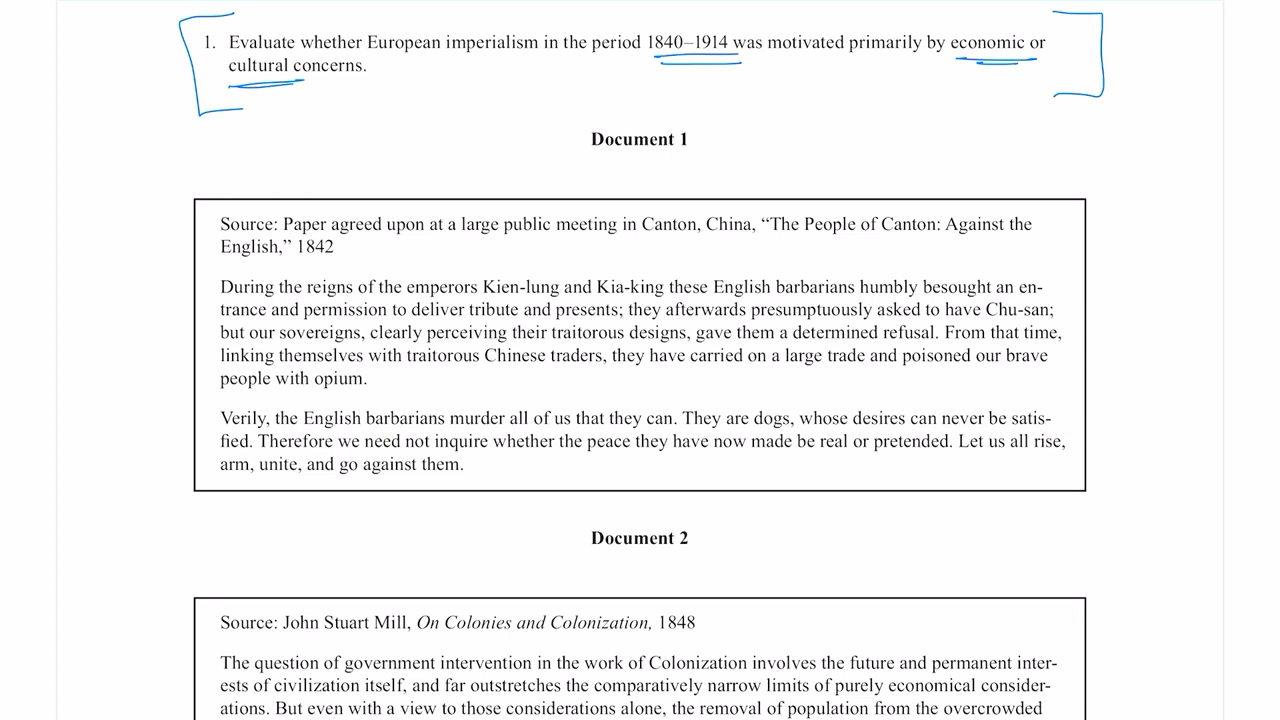 1. Evaluate whether European imperialism in the period 1840–1914 was motivated primarily by economic or
cultural concerns.
Document 1
Source: Paper agreed upon at a large public meeting in Canton, China, “The People of Canton: Against the
English,” 1842
During the reigns of the emperors Kien-lung and Kia-king these English barbarians humbly besought an en-
trance and permission to deliver tribute and presents; they afterwards presumptuously asked to have Chu-san;
but our sovereigns, clearly perceiving their traitorous designs, gave them a determined refusal. From that time,
linking themselves with traitorous Chinese traders, they have carried on a large trade and poisoned our brave
people with opium.
Verily, the English barbarians murder all of us that they can. They are dogs, whose desires can never be satis-
fied. Therefore we need not inquire whether the peace they have now made be real or pretended. Let us all rise,
arm, unite, and go against them.
Document 2
Source: John Stuart Mill, On Colonies and Colonization, 1848
The question of government intervention in the work of Colonization involves the future and permanent inter-
ests of civilization itself, and far outstretches the comparatively narrow limits of purely economical consider-
ations. But even with a view to those considerations alone, the removal of population from the overcrowded